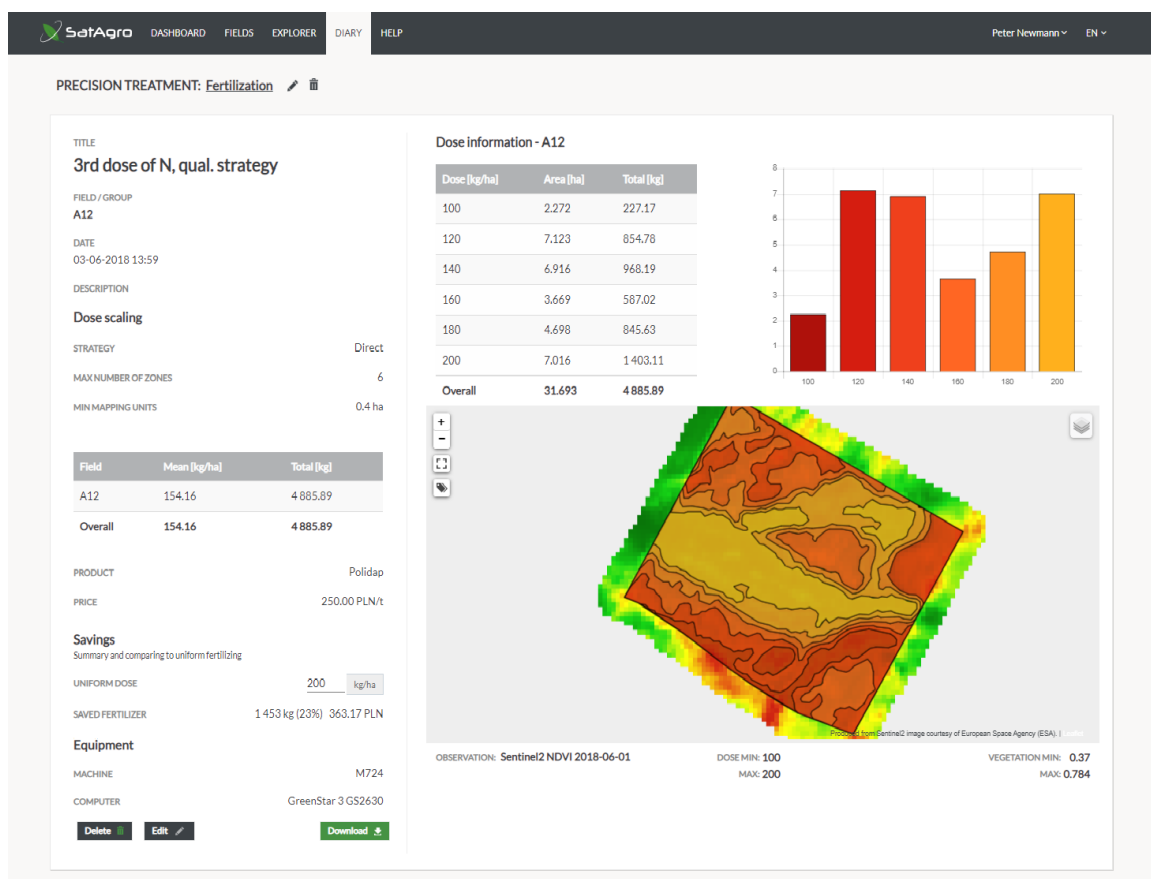 SatAgro DASHBOARD FIELDS EXPLORER DIARY HELP Peter Newmann EN
PRECISION TREATMENT: Fertilization
TITLE
3rd dose of N, qual. strategy
FIELD / GROUP
A12
DATE
03-06-2018 13:59
DESCRIPTION
Dose scaling
STRATEGY Direct
MAX NUMBER OF ZONES 6
MIN MAPPING UNITS 0.4 ha
Field Mean [kg/ha] Total [kg]
A12 154.16 4 885.89
Overall 154.16 4 885.89
PRODUCT Polidap
PRICE 250.00 PLN/t
Savings
Summary and comparing to uniform fertilizing
UNIFORM DOSE 200 kg/ha
SAVED FERTILIZER 1 453 kg (23%) 363.17 PLN
Equipment
MACHINE M724
COMPUTER GreenStar 3 GS2630
Delete Edit Download
Dose information - A12
Dose [kg/ha] Area [ha] Total [kg]
100 2.272 227.17
120 7.123 854.78
140 6.916 968.19
160 3.669 587.02
180 4.698 845.63
200 7.016 1 403.11
Overall 31.693 4 885.89
8
7
6
5
4
3
2
1
0
100 120 140 160 180 200
+
−
Produced from Sentinel2 image courtesy of European Space Agency (ESA). | Leaflet
OBSERVATION: Sentinel2 NDVI 2018-06-01 DOSE MIN: 100 VEGETATION MIN: 0.37
MAX: 200 MAX: 0.784